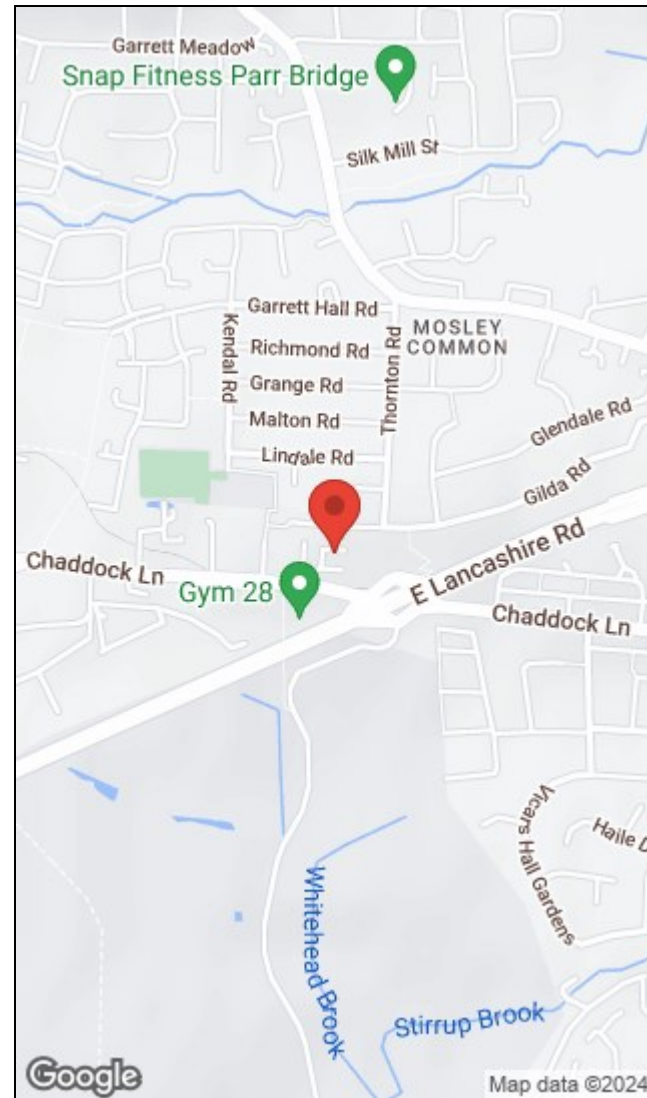 Garrett Meadow
Snap Fitness Parr Bridge
Silk Mill St
Garrett Hall Rd
MOSLEY
COMMON
Kendal Rd
Richmond Rd
Thornton Rd
Grange Rd
Malton Rd
Glendale Rd
Lindale Rd
Gilda Rd
E Lancashire Rd
Chaddock Ln
Gym 28
Chaddock Ln
Vicars Hall Gardens
Haile D
Whitehead Brook
Stirrup Brook
Google
Map data ©2024